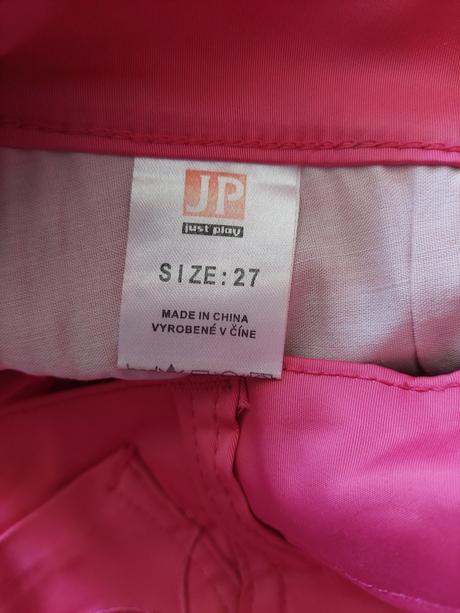 JP
just play
SIZE: 27
MADE IN CHINA
VYROBENÉ V ČÍNE